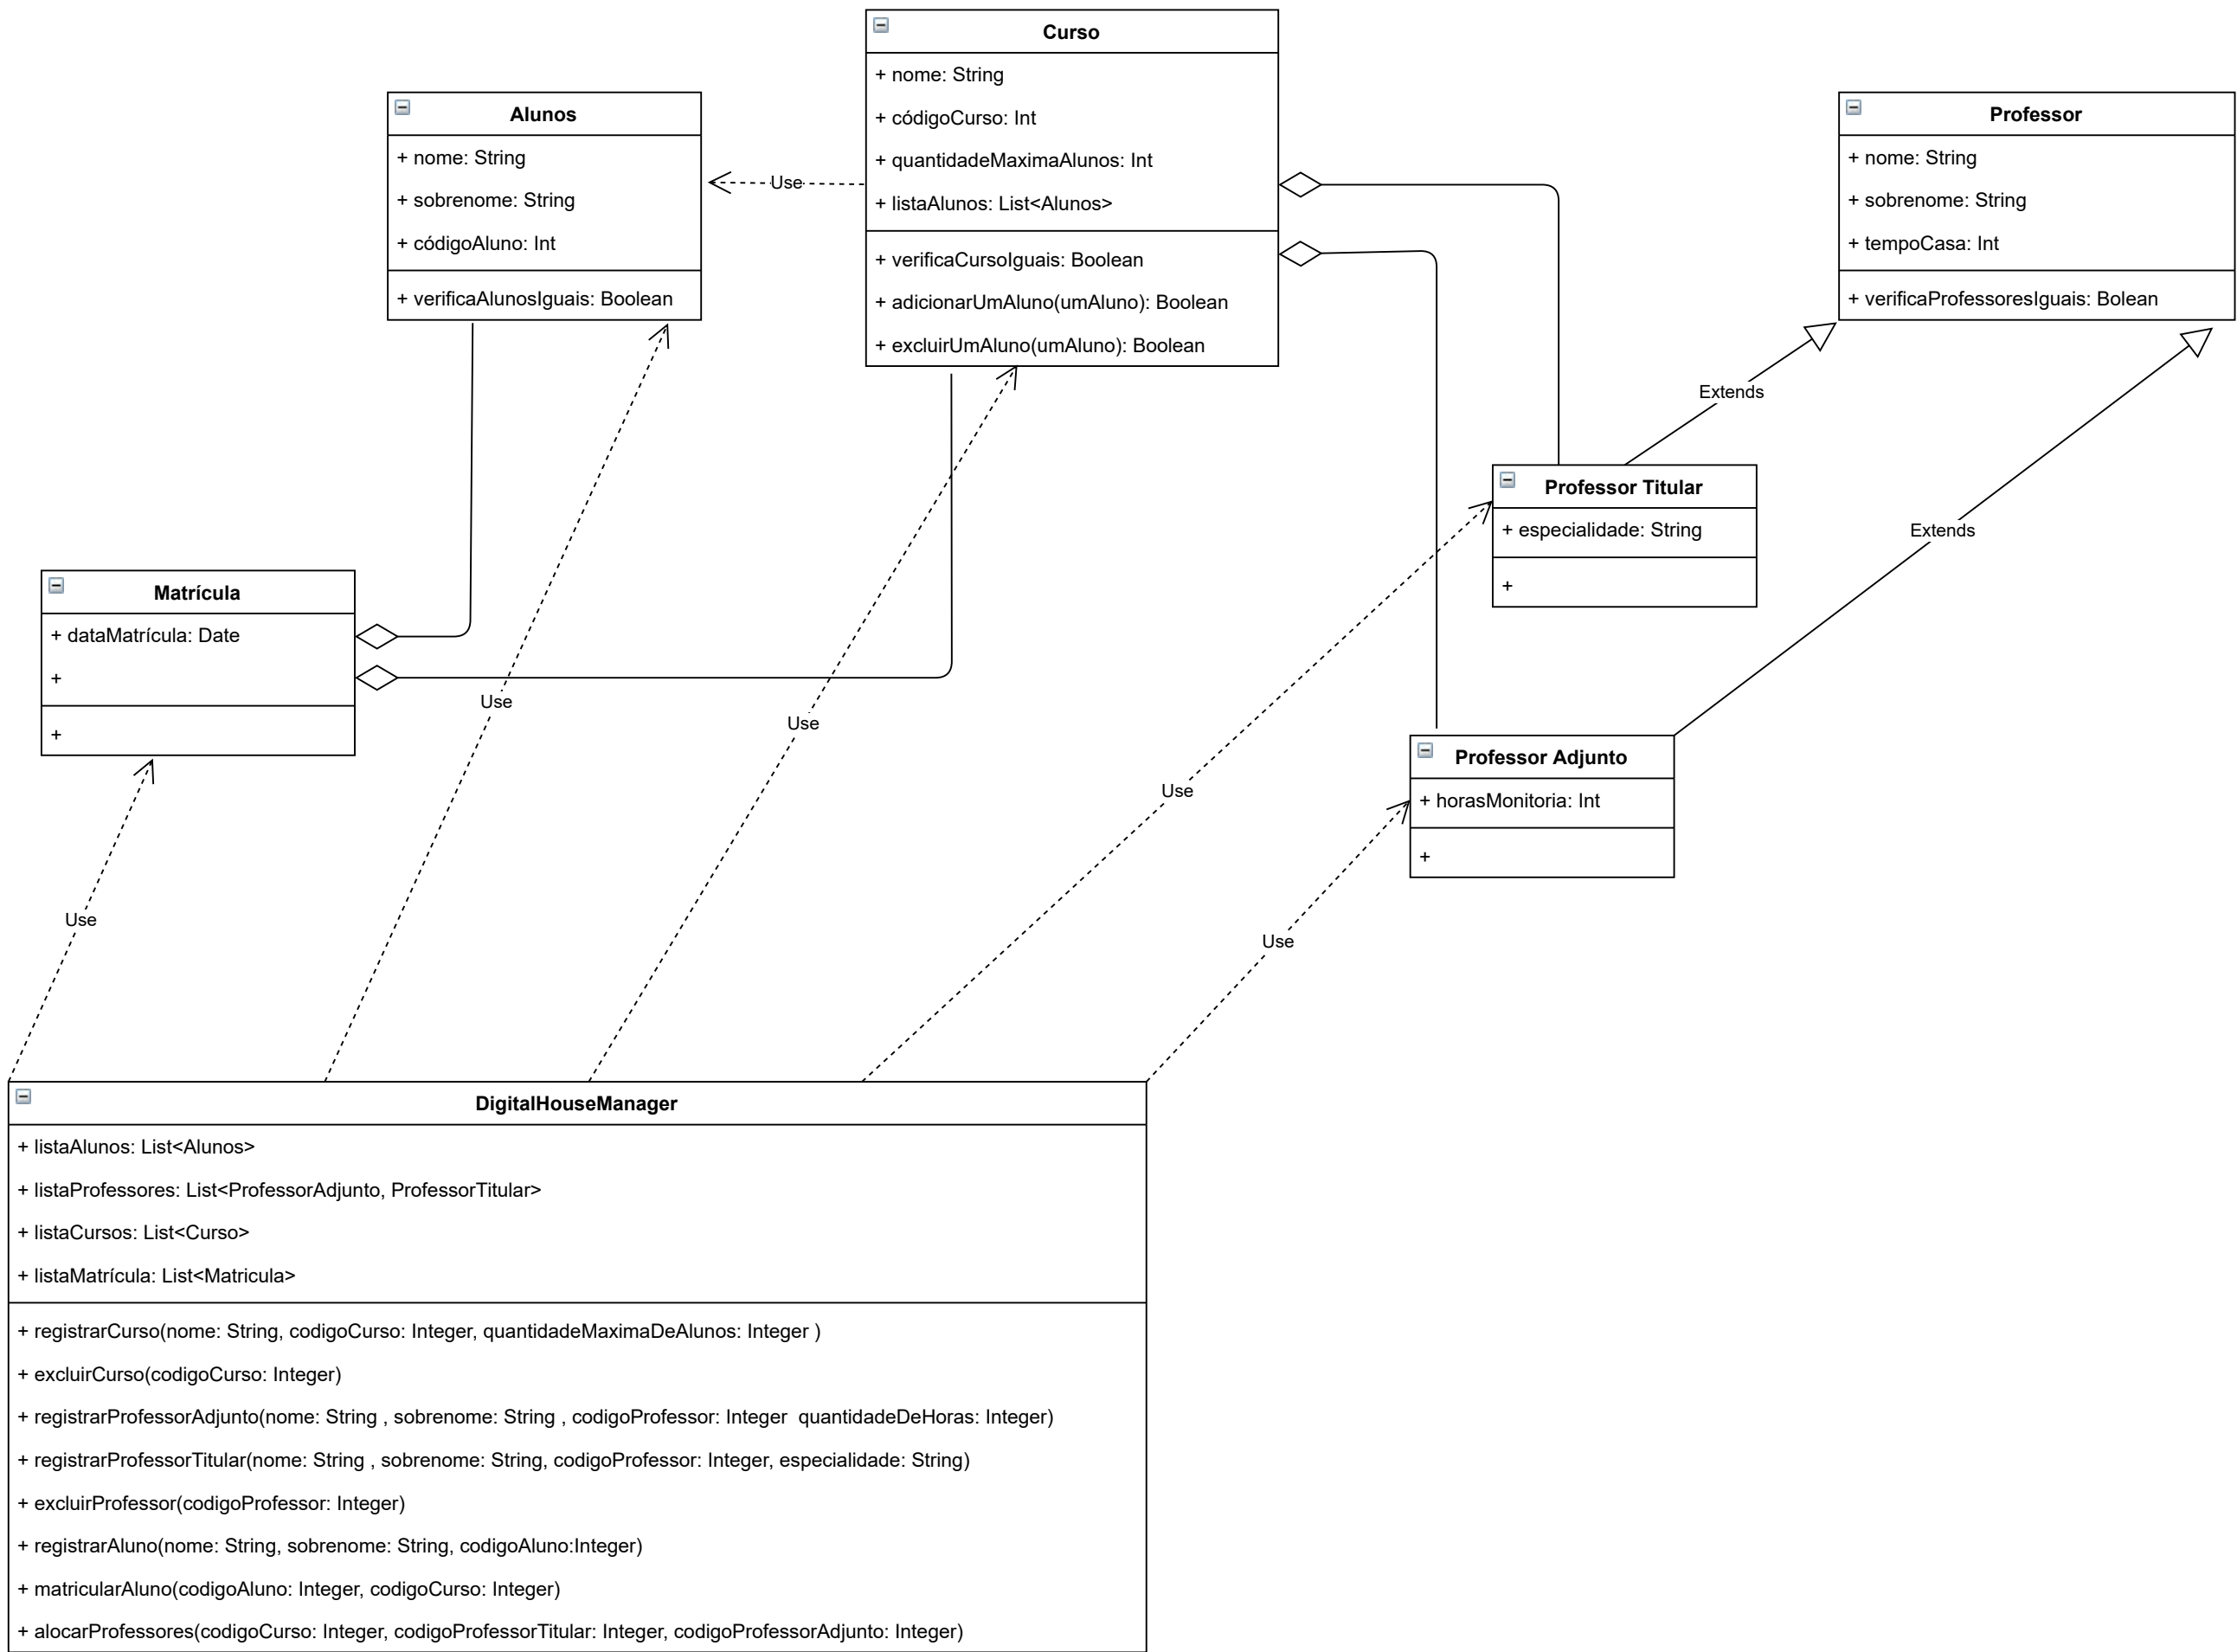 Curso
+ nome: String
+ códigoCurso: Int
+ quantidadeMaximaAlunos: Int
+ listaAlunos: List<Alunos>
+ verificaCursoIguais: Boolean
+ adicionarUmAluno(umAluno): Boolean
+ excluirUmAluno(umAluno): Boolean
Alunos
+ nome: String
+ sobrenome: String
+ códigoAluno: Int
+ verificaAlunosIguais: Boolean
Use
Professor
+ nome: String
+ sobrenome: String
+ tempoCasa: Int
+ verificaProfessoresIguais: Bolean
Extends
Extends
Professor Titular
+ especialidade: String
+
Matrícula
+ dataMatrícula: Date
+
+
Use
Use
Use
Professor Adjunto
+ horasMonitoria: Int
+
Use
Use
DigitalHouseManager
+ listaAlunos: List<Alunos>
+ listaProfessores: List<ProfessorAdjunto, ProfessorTitular>
+ listaCursos: List<Curso>
+ listaMatrícula: List<Matricula>
+ registrarCurso(nome: String, codigoCurso: Integer, quantidadeMaximaDeAlunos: Integer )
+ excluirCurso(codigoCurso: Integer)
+ registrarProfessorAdjunto(nome: String , sobrenome: String , codigoProfessor: Integer  quantidadeDeHoras: Integer)
+ registrarProfessorTitular(nome: String , sobrenome: String, codigoProfessor: Integer, especialidade: String)
+ excluirProfessor(codigoProfessor: Integer)
+ registrarAluno(nome: String, sobrenome: String, codigoAluno:Integer)
+ matricularAluno(codigoAluno: Integer, codigoCurso: Integer)
+ alocarProfessores(codigoCurso: Integer, codigoProfessorTitular: Integer, codigoProfessorAdjunto: Integer)